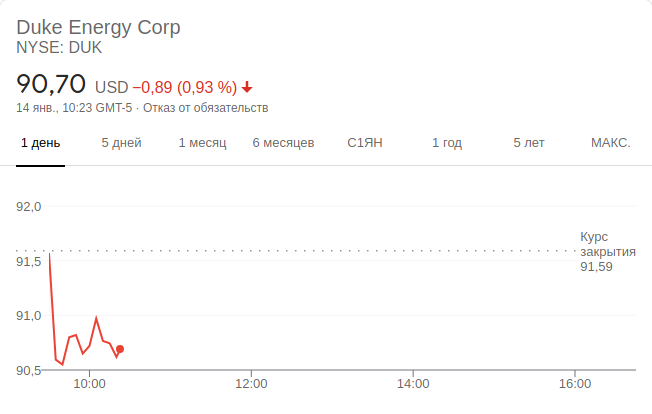 Duke Energy Corp
NYSE: DUK
90,70 USD −0,89 (0,93 %)
14 янв., 10:23 GMT-5 · Отказ от обязательств
1 день 5 дней 1 месяц 6 месяцев С1ЯН 1 год 5 лет МАКС.
92,0
Курс
закрытия
91,59
91,5
91,0
90,5
10:00 12:00 14:00 16:00